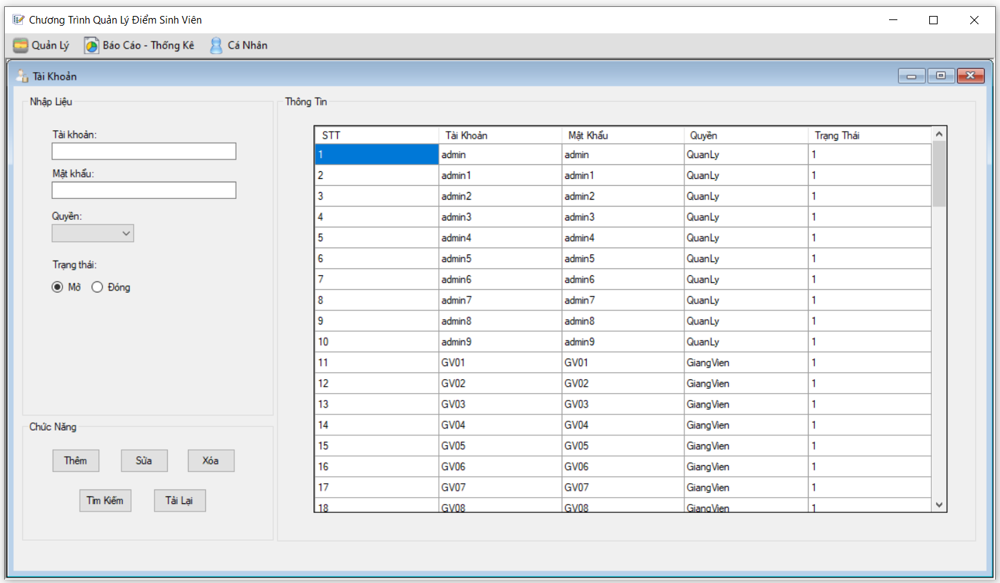 Chương Trình Quản Lý Điểm Sinh Viên
Quản Lý Báo Cáo - Thống Kê Cá Nhân
Tài Khoản
Nhập Liệu
Tài khoản:
Mật khẩu:
Quyền:
Trạng thái:
Mở Đóng
Chức Năng
Thêm Sửa Xóa
Tìm Kiếm Tải Lại
Thông Tin
STT Tài Khoản Mật Khẩu Quyền Trạng Thái
1 admin admin QuanLy 1
2 admin1 admin1 QuanLy 1
3 admin2 admin2 QuanLy 1
4 admin3 admin3 QuanLy 1
5 admin4 admin4 QuanLy 1
6 admin5 admin5 QuanLy 1
7 admin6 admin6 QuanLy 1
8 admin7 admin7 QuanLy 1
9 admin8 admin8 QuanLy 1
10 admin9 admin9 QuanLy 1
11 GV01 GV01 GiangVien 1
12 GV02 GV02 GiangVien 1
13 GV03 GV03 GiangVien 1
14 GV04 GV04 GiangVien 1
15 GV05 GV05 GiangVien 1
16 GV06 GV06 GiangVien 1
17 GV07 GV07 GiangVien 1
18 GV08 GV08 GiangVien 1